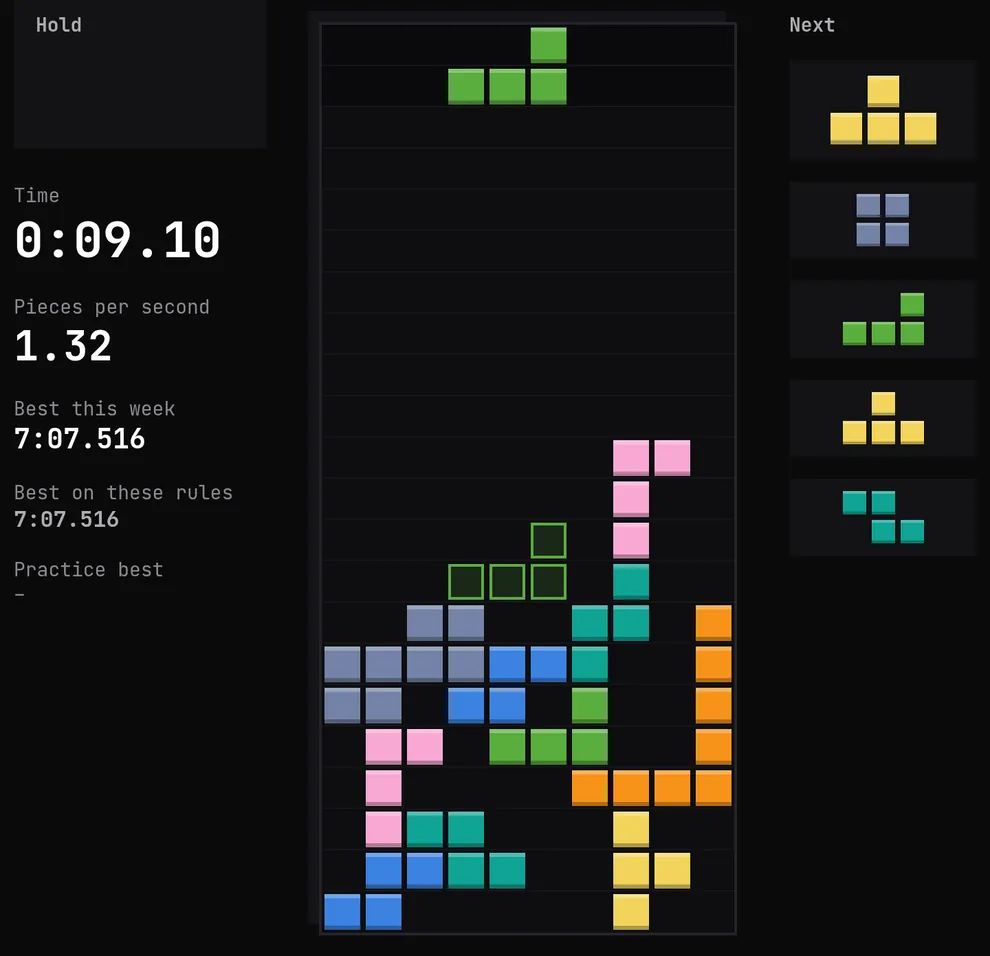 Hold
Next
Time
0:09.10
Pieces per second
1.32
Best this week
7:07.516
Best on these rules
7:07.516
Practice best
–